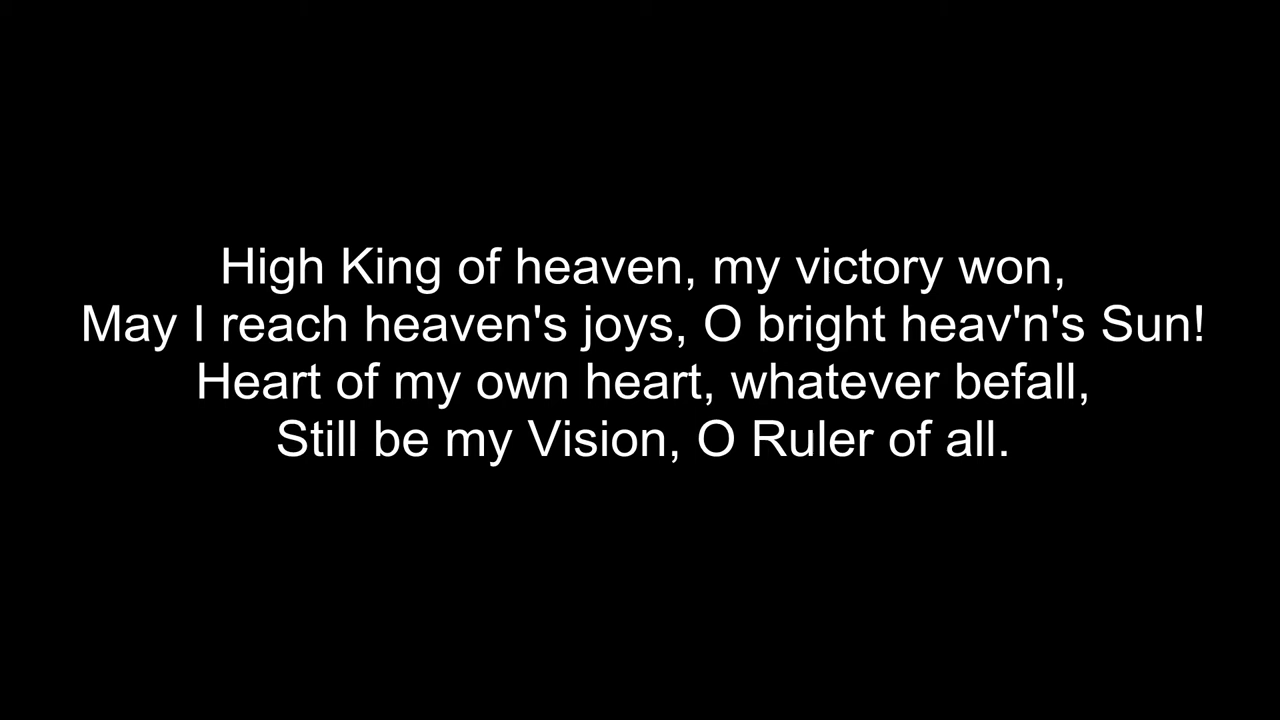 High King of heaven, my victory won,
May I reach heaven's joys, O bright heav'n's Sun!
Heart of my own heart, whatever befall,
Still be my Vision, O Ruler of all.